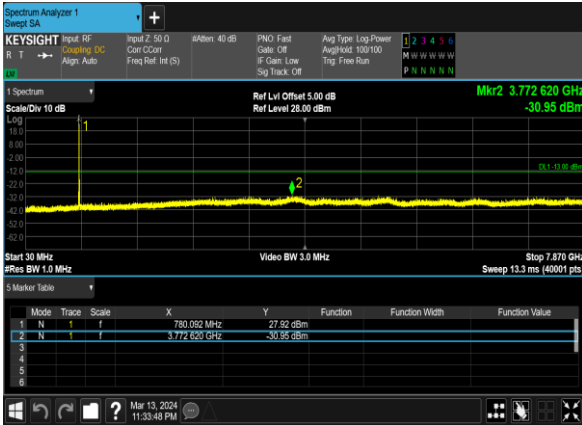 Spectrum Analyzer 1
Swept SA
KEYSIGHT Input: RF Input Z: 50 Ω #Atten: 40 dB PNO: Fast Avg Type: Log-Power 1 2 3 4 5 6
R T Coupling: DC Corr CCorr Gate: Off Avg|Hold: 100/100 M W W W W W
Align: Auto Freq Ref: Int (S) IF Gain: Low Trig: Free Run
Sig Track: Off P N N N N N
LV
1 Spectrum Ref Lvl Offset 5.00 dB Mkr2 3.772 620 GHz
Scale/Div 10 dB Ref Level 28.00 dBm -30.95 dBm
Log
18.0
8.00
-2.00
-12.0
-22.0
-32.0
-42.0
-52.0
-62.0
1
DL1 -13.00 dBm
2
Start 30 MHz Video BW 3.0 MHz Stop 7.870 GHz
#Res BW 1.0 MHz Sweep 13.3 ms (40001 pts
5 Marker Table
Mode Trace Scale X Y Function Function Width Function Value
1 N 1 f 780.092 MHz 27.92 dBm
2 N 1 f 3.772 620 GHz -30.95 dBm
3
4
5
6
? Mar 13, 2024
11:33:48 PM